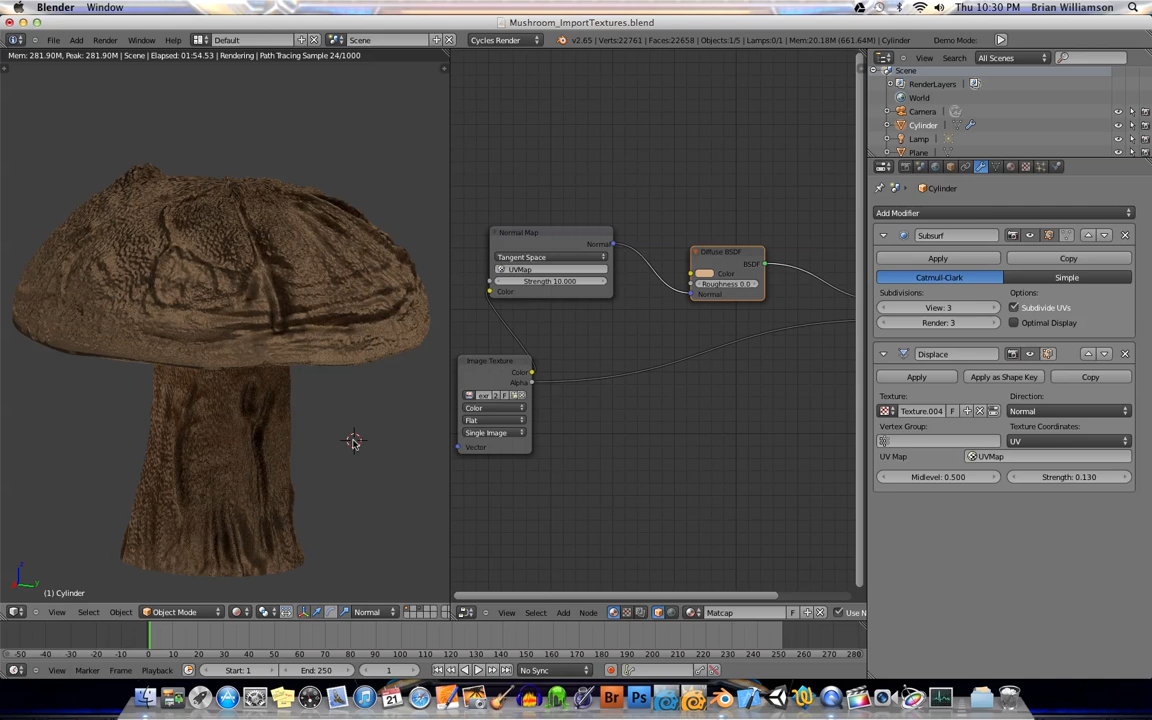 Blender Window Thu 10:30 PM Brian Williamson
Mushroom_ImportTextures.blend
File Add Render Window Help Default Scene Cycles Render v2.65 | Verts:22761 | Faces:22658 | Objects:1/5 | Lamps:0/1 | Mem:20.18M (661.64M) | Cylinder Demo Mode:
Mem: 281.90M, Peak: 281.90M | Scene | Elapsed: 01:54.53 | Rendering | Path Tracing Sample 24/1000
View Search All Scenes
Scene
RenderLayers
World
Camera
Cylinder
Lamp
Plane
Cylinder
Add Modifier
Subsurf
Apply Copy
Catmull-Clark Simple
Subdivisions: Options:
View: 3 Subdivide UVs
Render: 3 Optimal Display
Displace
Apply Apply as Shape Key Copy
Texture: Direction:
Texture.004 F Normal
Vertex Group: Texture Coordinates:
UV
UV Map UVMap
Midlevel: 0.500 Strength: 0.130
Normal Map
Normal
Tangent Space
UVMap
Strength 10.000
Color
Diffuse BSDF
BSDF
Color
Roughness 0.0
Normal
Image Texture
Color
Alpha
exr 2 F
Color
Flat
Single Image
Vector
z
y
(1) Cylinder
View Select Object Object Mode Normal
View Select Add Node Matcap F Use N
-50 -40 -30 -20 -10 0 10 20 30 40 50 60 70 80 90 100 110 120 130 140 150 160 170 180 190 200 210 220 230 240 250 260 270 280
View Marker Frame Playback Start: 1 End: 250 1 No Sync
21 Br Ps